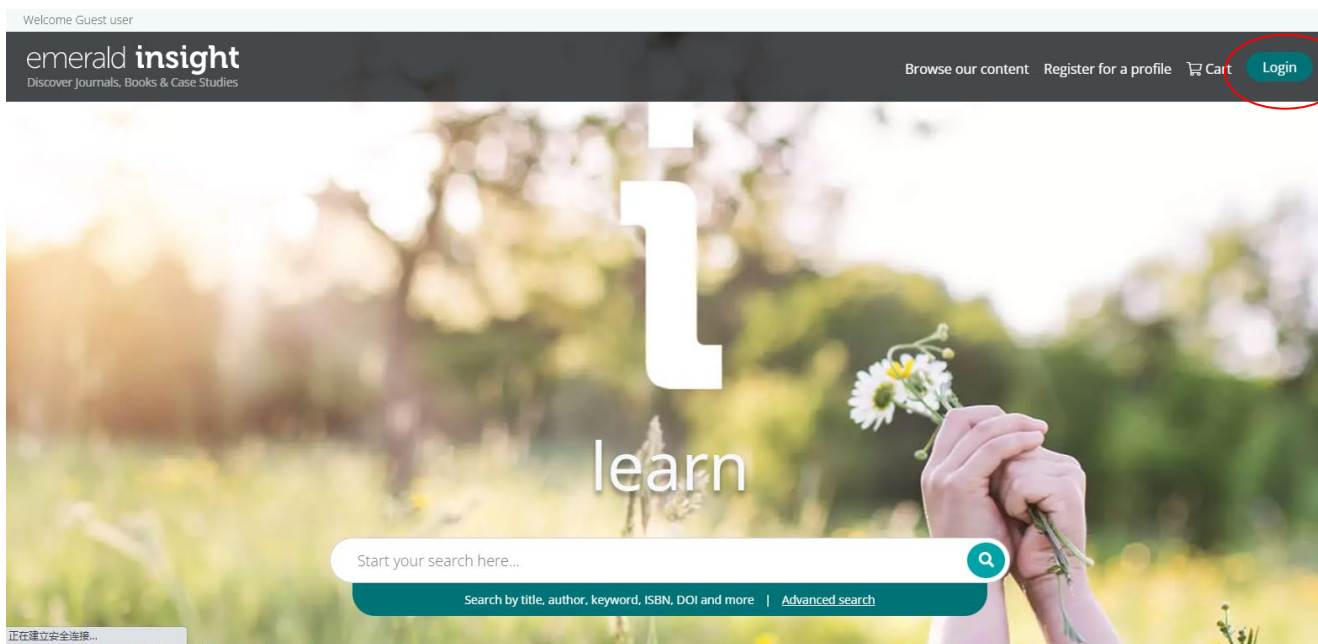 Welcome Guest user
emerald insight
Discover Journals, Books & Case Studies
Browse our content Register for a profile Cart Login
i
learn
Start your search here...
Search by title, author, keyword, ISBN, DOI and more | Advanced search
正在建立安全连接...